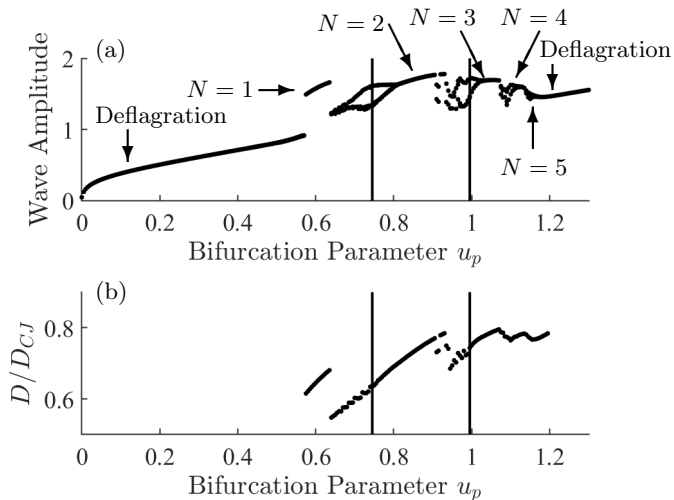 N = 2
N = 3
N = 4
(a)
Deflagration
N = 1
Deflagration
N = 5
Wave Amplitude
2
1
0
0 0.2 0.4 0.6 0.8 1 1.2
Bifurcation Parameter u_p
(b)
D/D_{CJ}
0.8
0.6
0 0.2 0.4 0.6 0.8 1 1.2
Bifurcation Parameter u_p